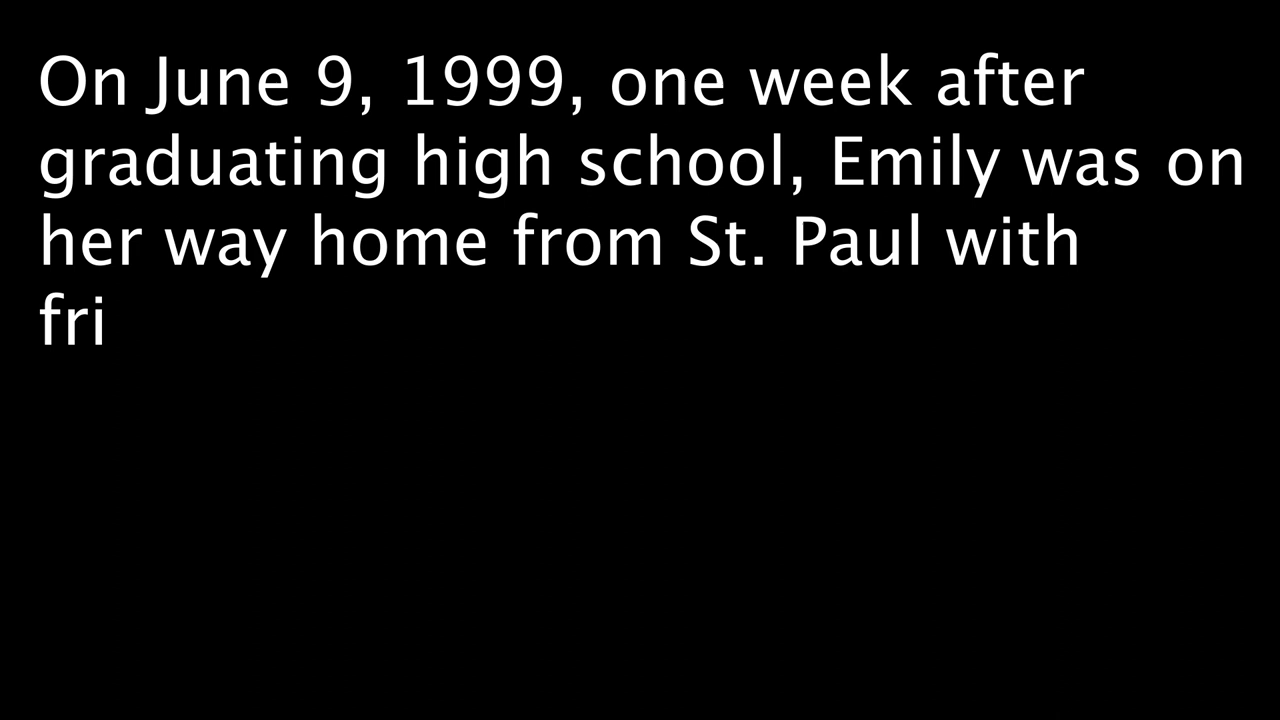 On June 9, 1999, one week after
graduating high school, Emily was on
her way home from St. Paul with
fri